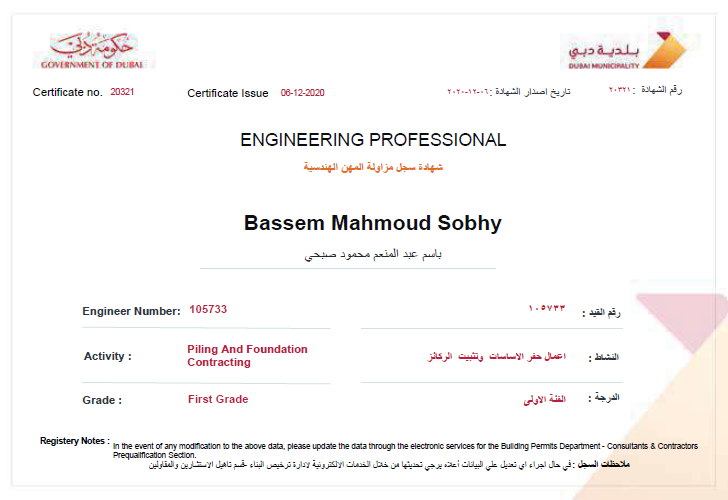 حكومة دبي
GOVERNMENT OF DUBAI
بلدية دبي
DUBAI MUNICIPALITY
Certificate no. 20321
Certificate Issue 06-12-2020
تاريخ اصدار الشهادة : ٠٦-١٢-٢٠٢٠
رقم الشهادة : ٢٠٣٢١
ENGINEERING PROFESSIONAL
شهادة سجل مزاولة المهن الهندسية
Bassem Mahmoud Sobhy
باسم عبد المنعم محمود صبحي
Engineer Number: 105733
رقم القيد : ١٠٥٧٣٣
Activity : Piling And Foundation
Contracting
النشاط : اعمال حفر الاساسات وتثبيت الركائز
Grade : First Grade
الدرجة : الفئة الاولى
Registery Notes : In the event of any modification to the above data, please update the data through the electronic services for the Building Permits Department - Consultants & Contractors
Prequalification Section.
ملاحظات السجل : في حال اجراء اي تعديل علي البيانات أعلاه يرجي تحديثها من خلال الخدمات الالكترونية لادارة ترخيص البناء -قسم تاهيل الاستشارين والمقاولين